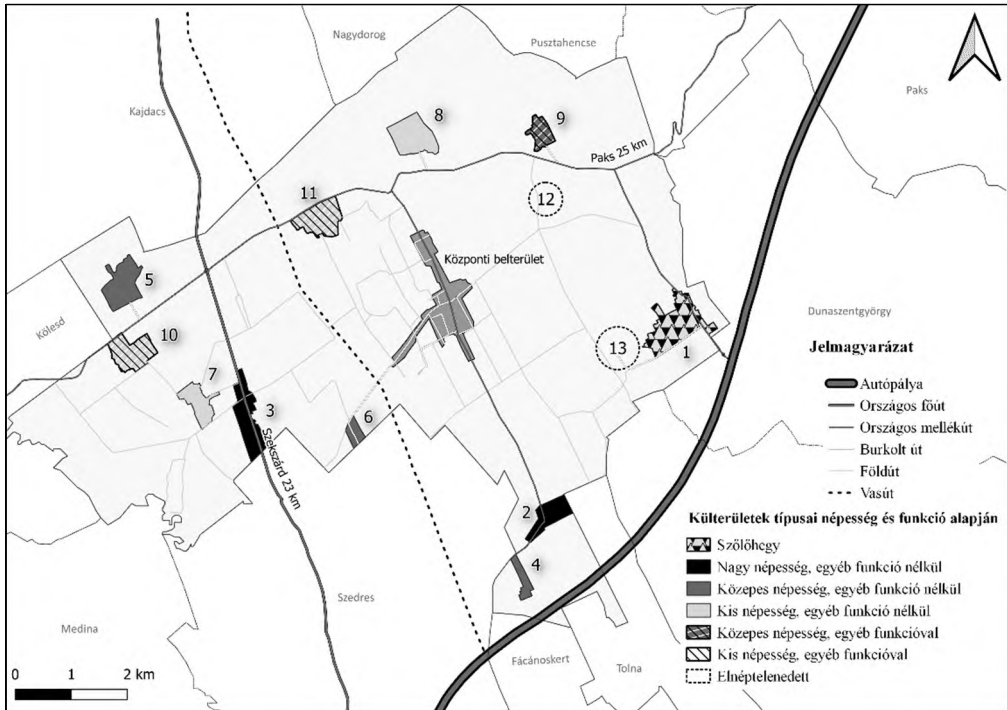 Nagydorog
Pusztahencse
Kajdacs
Paks
8
9
Paks 25 km
11
12
5
Központi belterület
Kölesd
10
13
1
Dunaszentgyörgy
7
3
6
Szekszárd 23 km
2
4
Szedres
Medina
Fácánoskert
Tolna
0 1 2 km
Jelmagyarázat
Autópálya
Országos főút
Országos mellékút
Burkolt út
Földút
Vasút
Külterületek típusai népesség és funkció alapján
Szőlőhegy
Nagy népesség, egyéb funkció nélkül
Közepes népesség, egyéb funkció nélkül
Kis népesség, egyéb funkció nélkül
Közepes népesség, egyéb funkcióval
Kis népesség, egyéb funkcióval
Elnéptelenedett